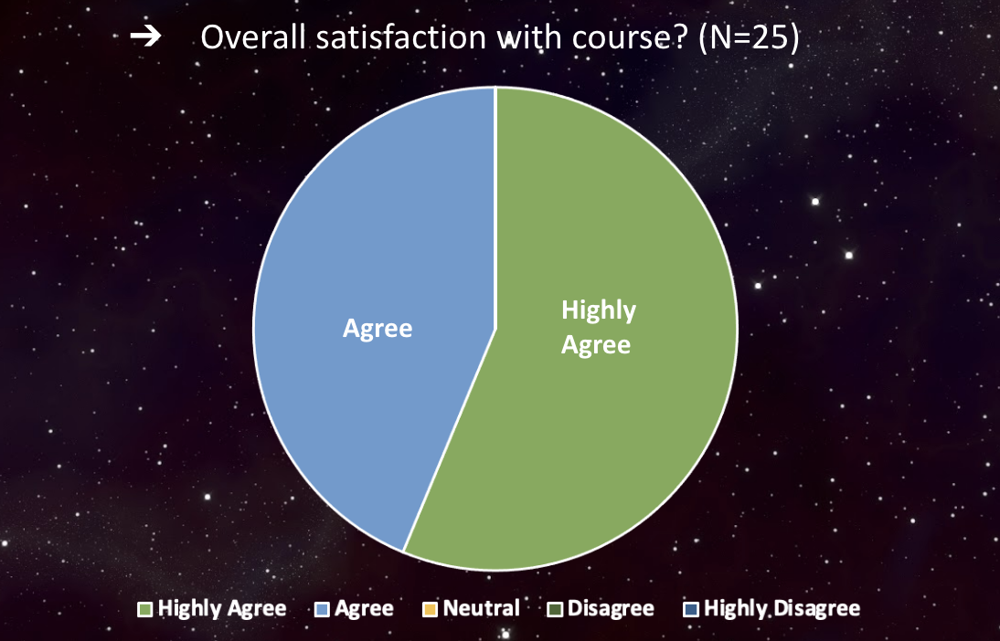 ➔ Overall satisfaction with course? (N=25)
Agree
Highly
Agree
Highly Agree Agree Neutral Disagree Highly Disagree